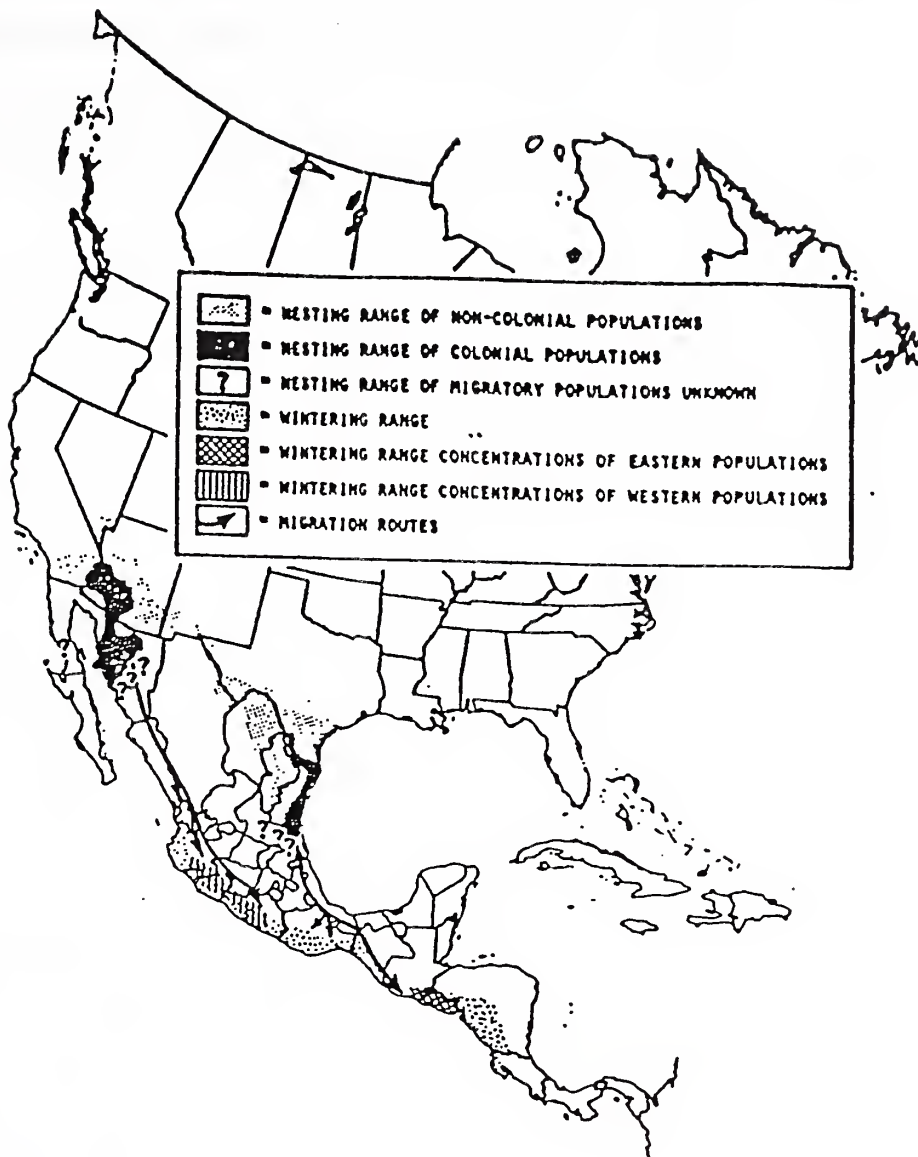 = NESTING RANGE OF NON-COLONIAL POPULATIONS
= NESTING RANGE OF COLONIAL POPULATIONS
? = NESTING RANGE OF MIGRATORY POPULATIONS UNKNOWN
= WINTERING RANGE
= WINTERING RANGE CONCENTRATIONS OF EASTERN POPULATIONS
= WINTERING RANGE CONCENTRATIONS OF WESTERN POPULATIONS
= MIGRATION ROUTES
? ?
???
???